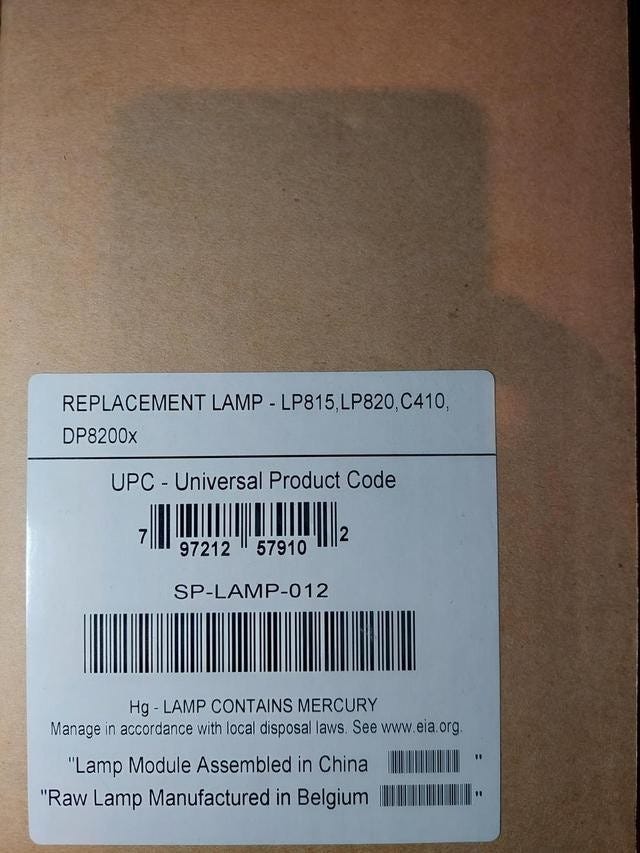 REPLACEMENT LAMP - LP815,LP820,C410,
DP8200x
UPC - Universal Product Code
7 97212 57910 2
SP-LAMP-012
Hg - LAMP CONTAINS MERCURY
Manage in accordance with local disposal laws. See www.eia.org.
"Lamp Module Assembled in China "
"Raw Lamp Manufactured in Belgium "